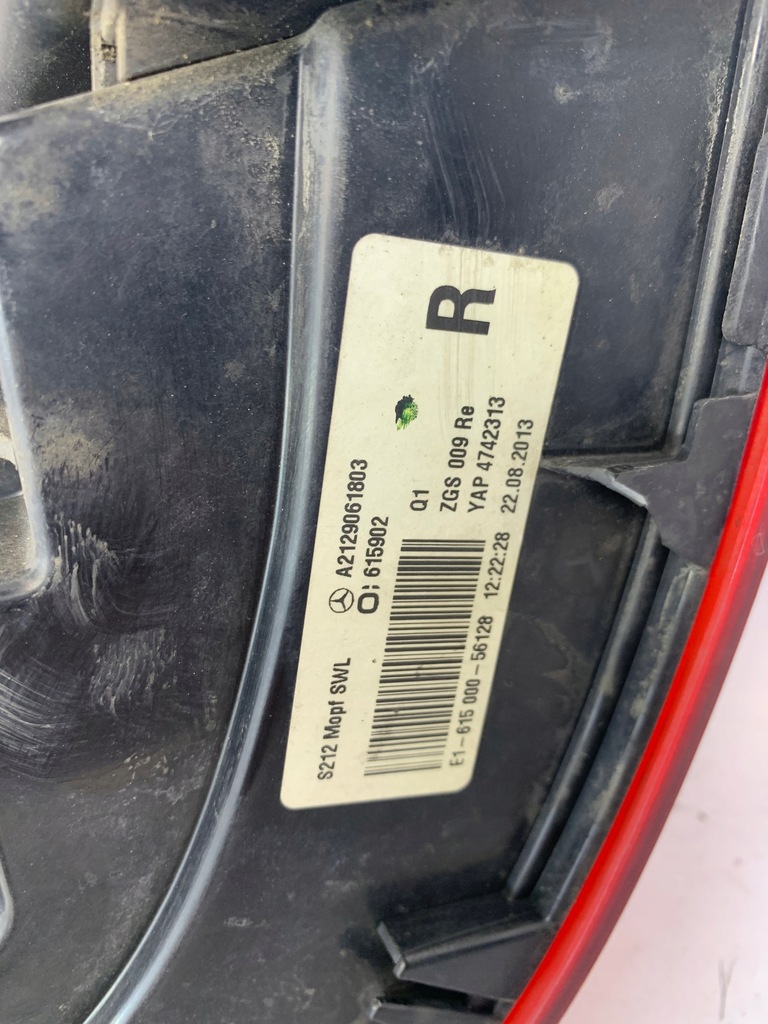 R
S212 Mopf SWL
A2129061803
O: 615902
Q1
ZGS 009 Re
YAP 4742313
E1-615 000-56128 12:22:28 22.08.2013